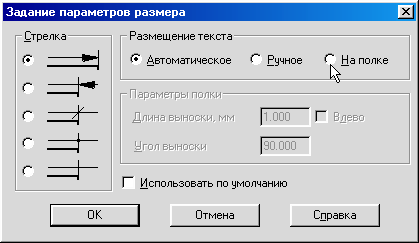 Задание параметров размера
Стрелка
Размещение текста
Автоматическое
Ручное
На полке
Параметры полки
Длина выноски, мм
1.000
Влево
Угол выноски
90.000
Использовать по умолчанию
OK
Отмена
Справка